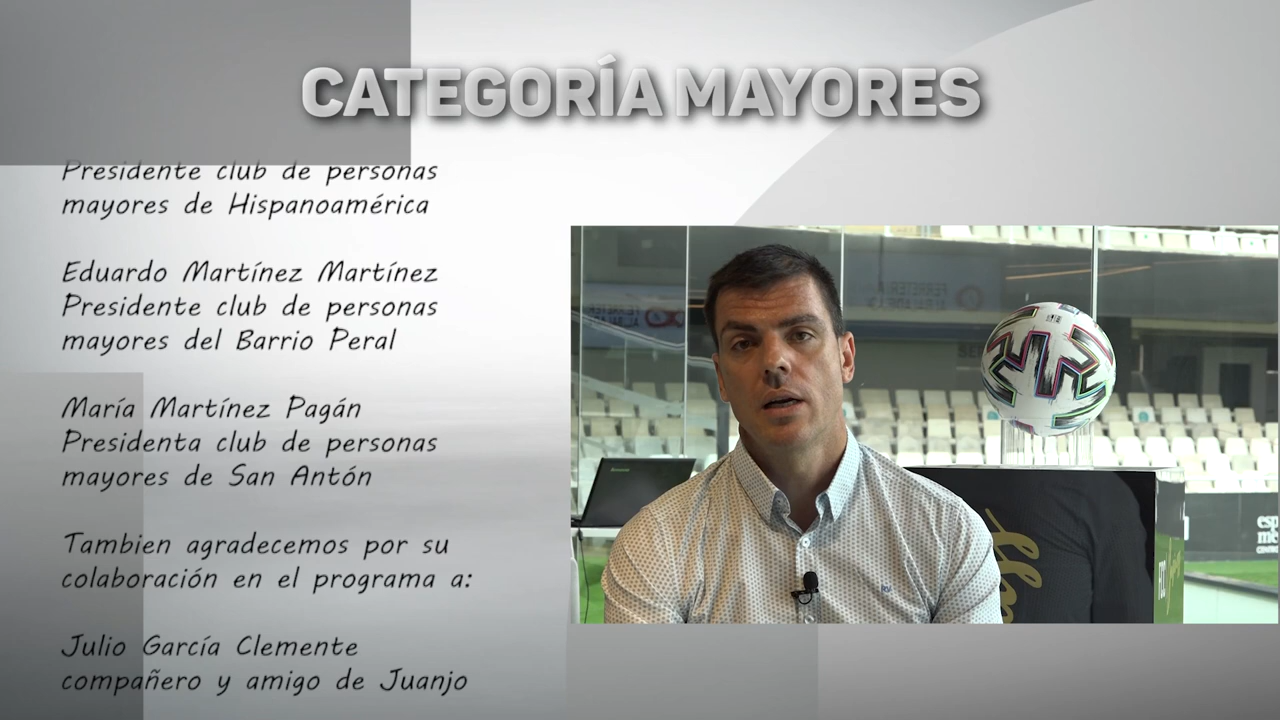 CATEGORÍA MAYORES
Presidente club de personas
mayores de Hispanoamérica
Eduardo Martínez Martínez
Presidente club de personas
mayores del Barrio Peral
María Martínez Pagán
Presidenta club de personas
mayores de San Antón
Tambien agradecemos por su
colaboración en el programa a:
Julio García Clemente
compañero y amigo de Juanjo